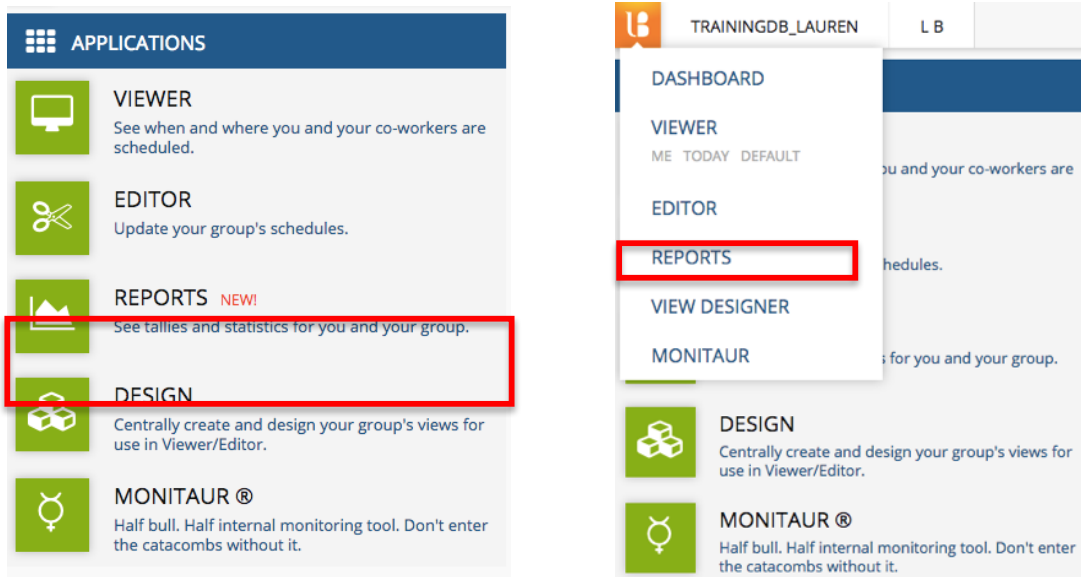 APPLICATIONS
VIEWER
See when and where you and your co-workers are
scheduled.
EDITOR
Update your group's schedules.
REPORTS NEW!
See tallies and statistics for you and your group.
DESIGN
Centrally create and design your group's views for
use in Viewer/Editor.
MONITAUR ®
Half bull. Half internal monitoring tool. Don't enter
the catacombs without it.
TRAININGDB_LAUREN L B
DASHBOARD
VIEWER
ME TODAY DEFAULT
you and your co-workers are
EDITOR
REPORTS
hedules.
VIEW DESIGNER
MONITAUR
s for you and your group.
DESIGN
Centrally create and design your group's views for
use in Viewer/Editor.
MONITAUR ®
Half bull. Half internal monitoring tool. Don't enter
the catacombs without it.